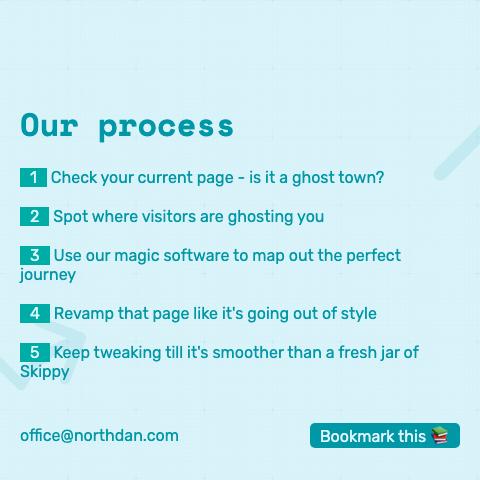 Our process
1 Check your current page - is it a ghost town?
2 Spot where visitors are ghosting you
3 Use our magic software to map out the perfect
journey
4 Revamp that page like it's going out of style
5 Keep tweaking till it's smoother than a fresh jar of
Skippy
office@northdan.com
Bookmark this 📚